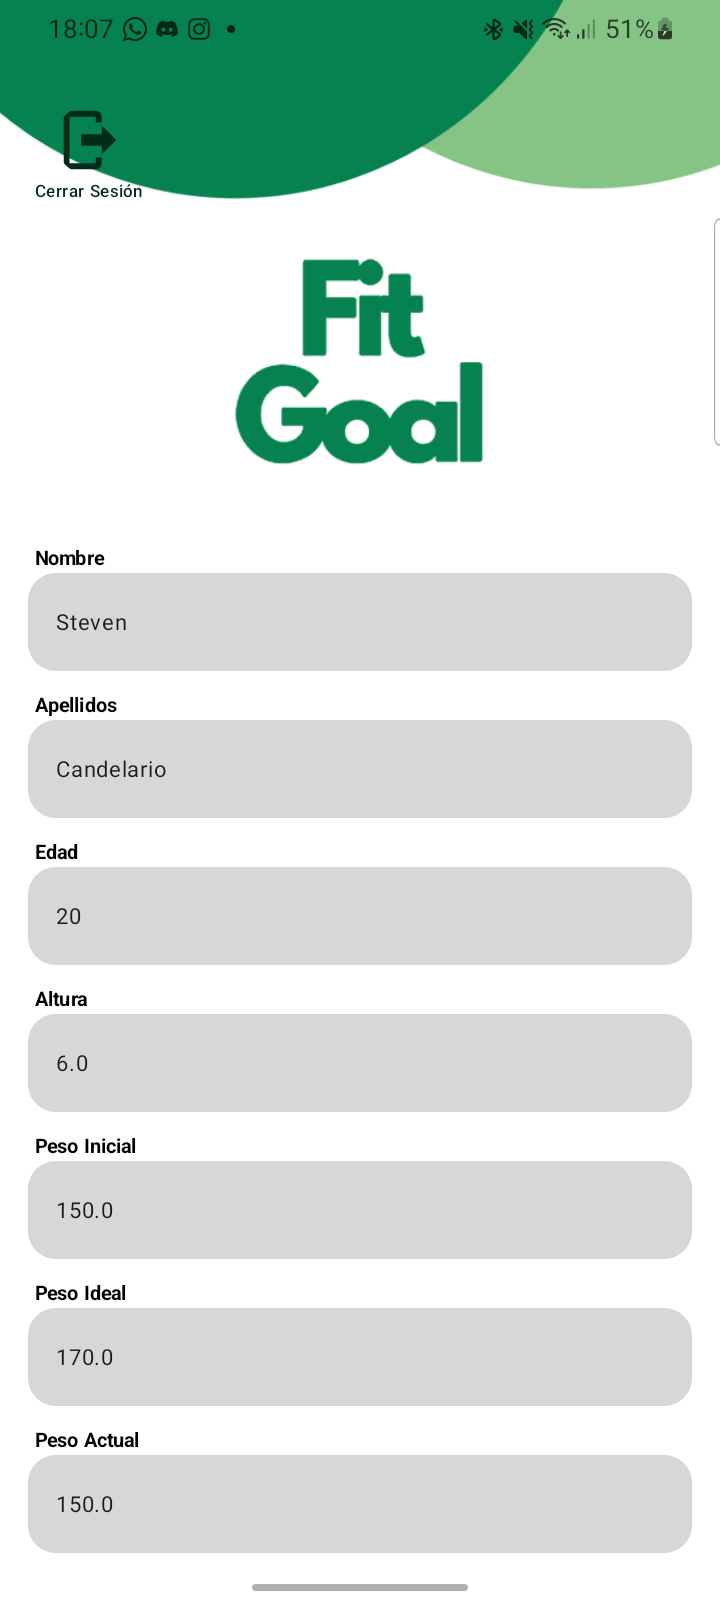 18:07 51%
Cerrar Sesión
Fit
Goal
Nombre
Steven
Apellidos
Candelario
Edad
20
Altura
6.0
Peso Inicial
150.0
Peso Ideal
170.0
Peso Actual
150.0